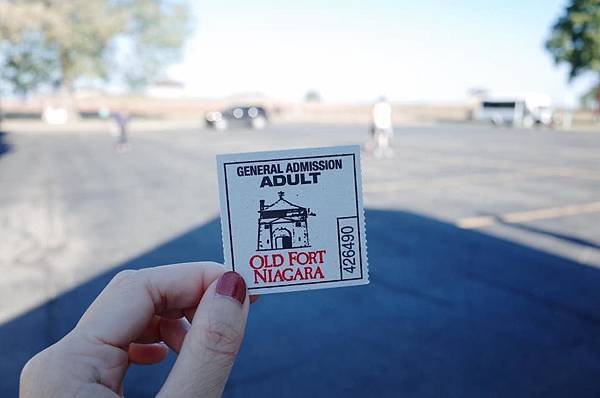 GENERAL ADMISSION
ADULT
OLD FORT
NIAGARA
426490